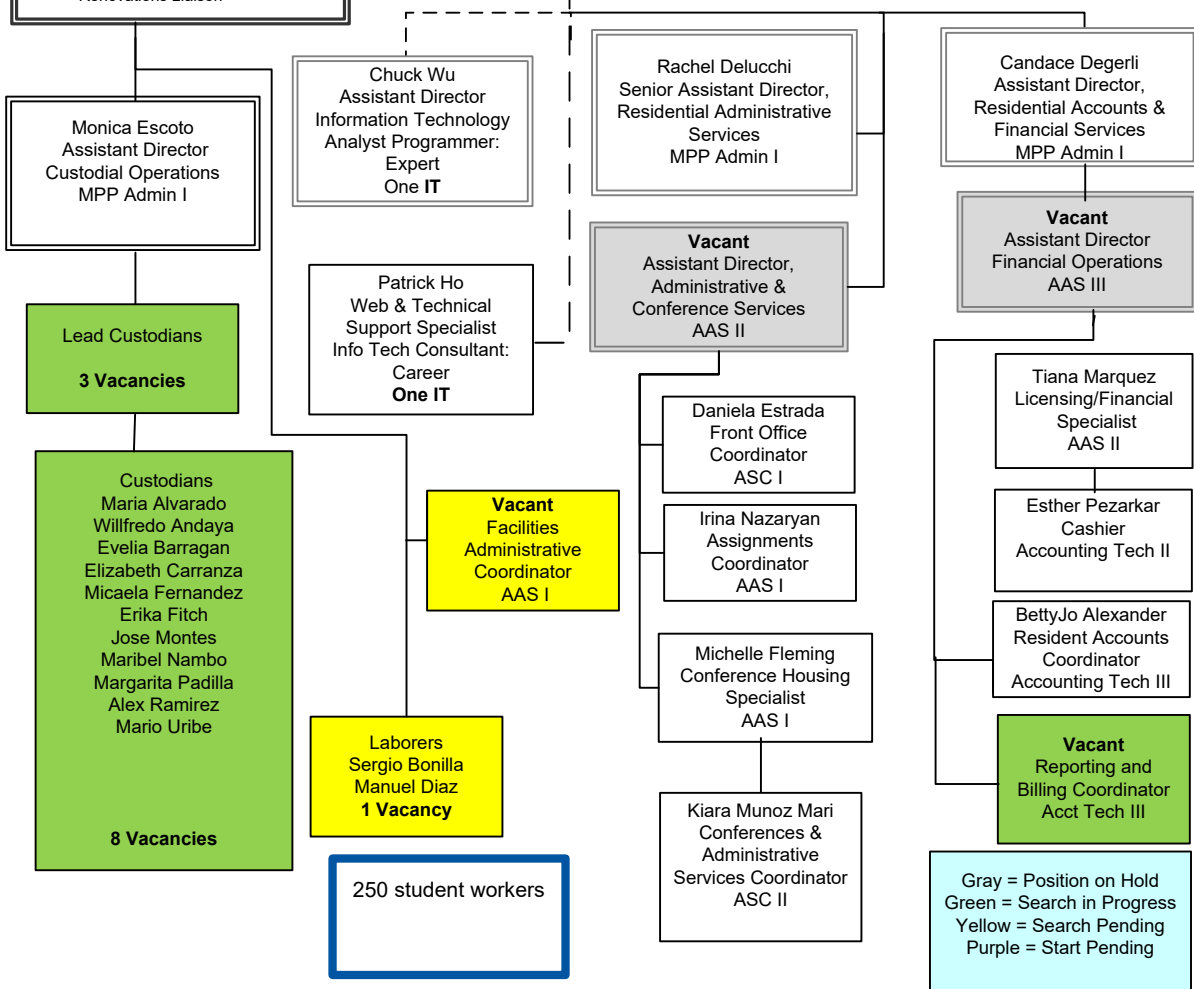 Renovations Liaison
Monica Escoto
Assistant Director
Custodial Operations
MPP Admin I
Lead Custodians
3 Vacancies
Custodians
Maria Alvarado
Willfredo Andaya
Evelia Barragan
Elizabeth Carranza
Micaela Fernandez
Erika Fitch
Jose Montes
Maribel Nambo
Margarita Padilla
Alex Ramirez
Mario Uribe
8 Vacancies
Chuck Wu
Assistant Director
Information Technology
Analyst Programmer:
Expert
One IT
Patrick Ho
Web & Technical
Support Specialist
Info Tech Consultant:
Career
One IT
Vacant
Facilities
Administrative
Coordinator
AAS I
Laborers
Sergio Bonilla
Manuel Diaz
1 Vacancy
250 student workers
Rachel Delucchi
Senior Assistant Director,
Residential Administrative
Services
MPP Admin I
Vacant
Assistant Director,
Administrative &
Conference Services
AAS II
Daniela Estrada
Front Office
Coordinator
ASC I
Irina Nazaryan
Assignments
Coordinator
AAS I
Michelle Fleming
Conference Housing
Specialist
AAS I
Kiara Munoz Mari
Conferences &
Administrative
Services Coordinator
ASC II
Candace Degerli
Assistant Director,
Residential Accounts &
Financial Services
MPP Admin I
Vacant
Assistant Director
Financial Operations
AAS III
Tiana Marquez
Licensing/Financial
Specialist
AAS II
Esther Pezarkar
Cashier
Accounting Tech II
BettyJo Alexander
Resident Accounts
Coordinator
Accounting Tech III
Vacant
Reporting and
Billing Coordinator
Acct Tech III
Gray = Position on Hold
Green = Search in Progress
Yellow = Search Pending
Purple = Start Pending